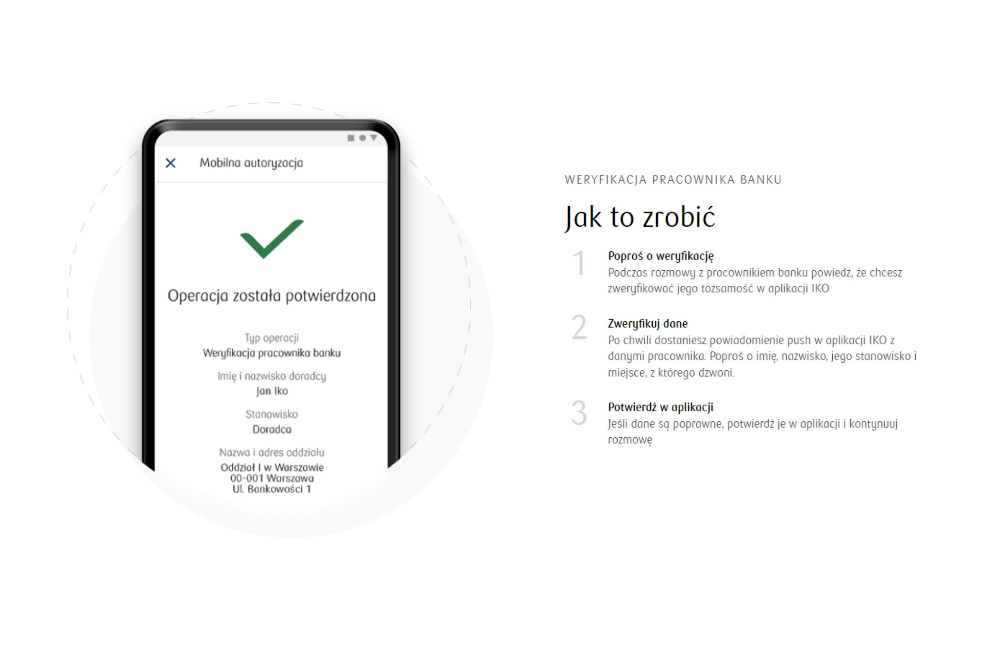 Mobilna autoryzacja
Operacja została potwierdzona
Typ operacji
Weryfikacja pracownika banku
Imię i nazwisko doradcy
Jan Iko
Stanowisko
Doradca
Nazwa i adres oddziału
Oddział I w Warszawie
00-001 Warszawa
Ul. Bankowości 1
WERYFIKACJA PRACOWNIKA BANKU
Jak to zrobić
1
Poproś o weryfikację
Podczas rozmowy z pracownikiem banku powiedz, że chcesz
zweryfikować jego tożsamość w aplikacji IKO
2
Zweryfikuj dane
Po chwili dostaniesz powiadomienie push w aplikacji IKO z
danymi pracownika. Poproś o imię, nazwisko, jego stanowisko i
miejsce, z którego dzwoni.
3
Potwierdź w aplikacji
Jeśli dane są poprawne, potwierdź je w aplikacji i kontynuuj
rozmowę